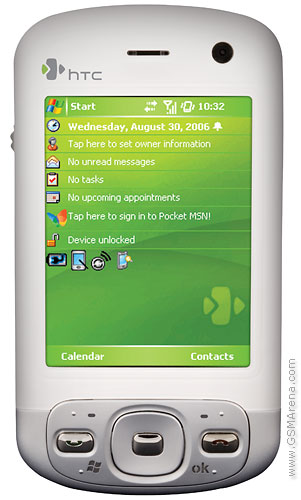 hTC
Start 10:32
Wednesday, August 30, 2006
Tap here to set owner information
No unread messages
No tasks
No upcoming appointments
Tap here to sign in to Pocket MSN!
Device unlocked
Calendar Contacts
ok
www.GSMArena.com